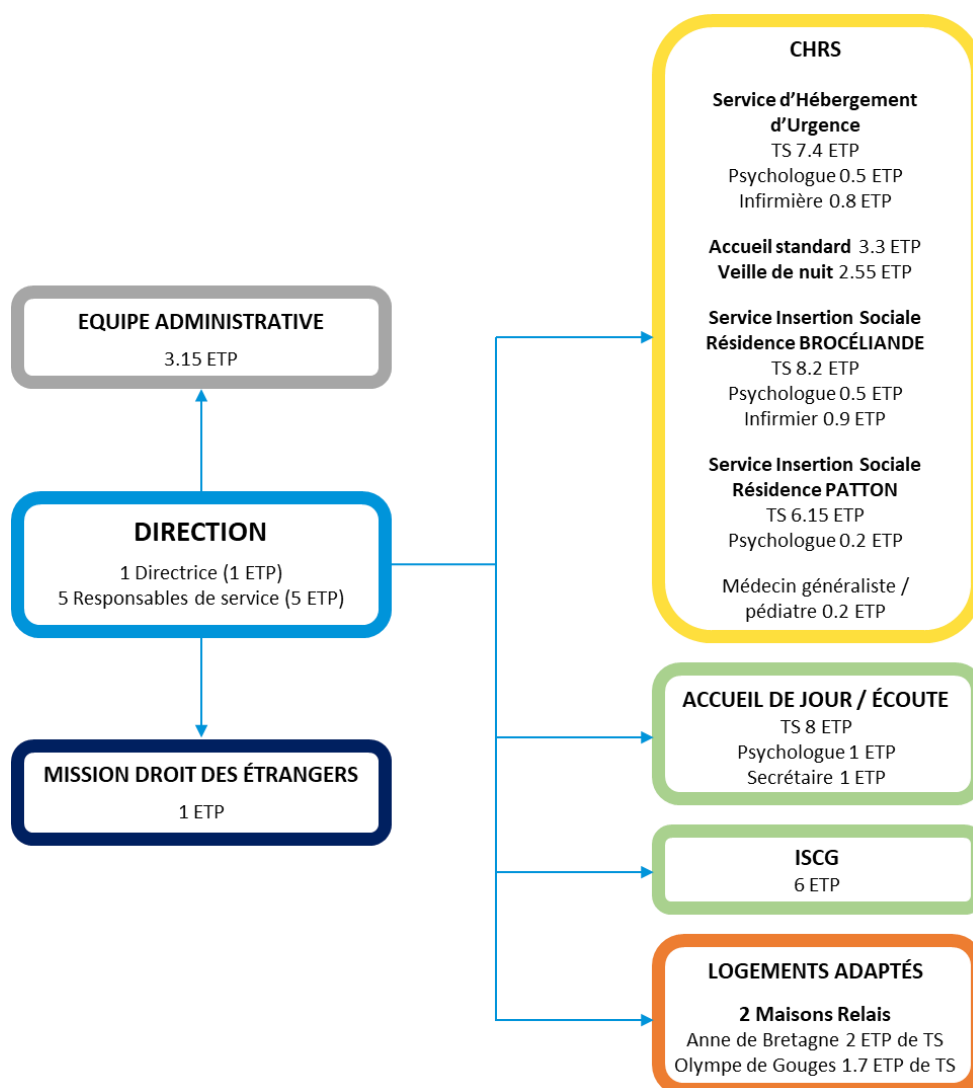 EQUIPE ADMINISTRATIVE
3.15 ETP
DIRECTION
1 Directrice (1 ETP)
5 Responsables de service (5 ETP)
MISSION DROIT DES ÉTRANGERS
1 ETP
CHRS
Service d’Hébergement
d’Urgence
TS 7.4 ETP
Psychologue 0.5 ETP
Infirmière 0.8 ETP
Accueil standard 3.3 ETP
Veille de nuit 2.55 ETP
Service Insertion Sociale
Résidence BROCÉLIANDE
TS 8.2 ETP
Psychologue 0.5 ETP
Infirmier 0.9 ETP
Service Insertion Sociale
Résidence PATTON
TS 6.15 ETP
Psychologue 0.2 ETP
Médecin généraliste /
pédiatre 0.2 ETP
ACCUEIL DE JOUR / ÉCOUTE
TS 8 ETP
Psychologue 1 ETP
Secrétaire 1 ETP
ISCG
6 ETP
LOGEMENTS ADAPTÉS
2 Maisons Relais
Anne de Bretagne 2 ETP de TS
Olympe de Gouges 1.7 ETP de TS